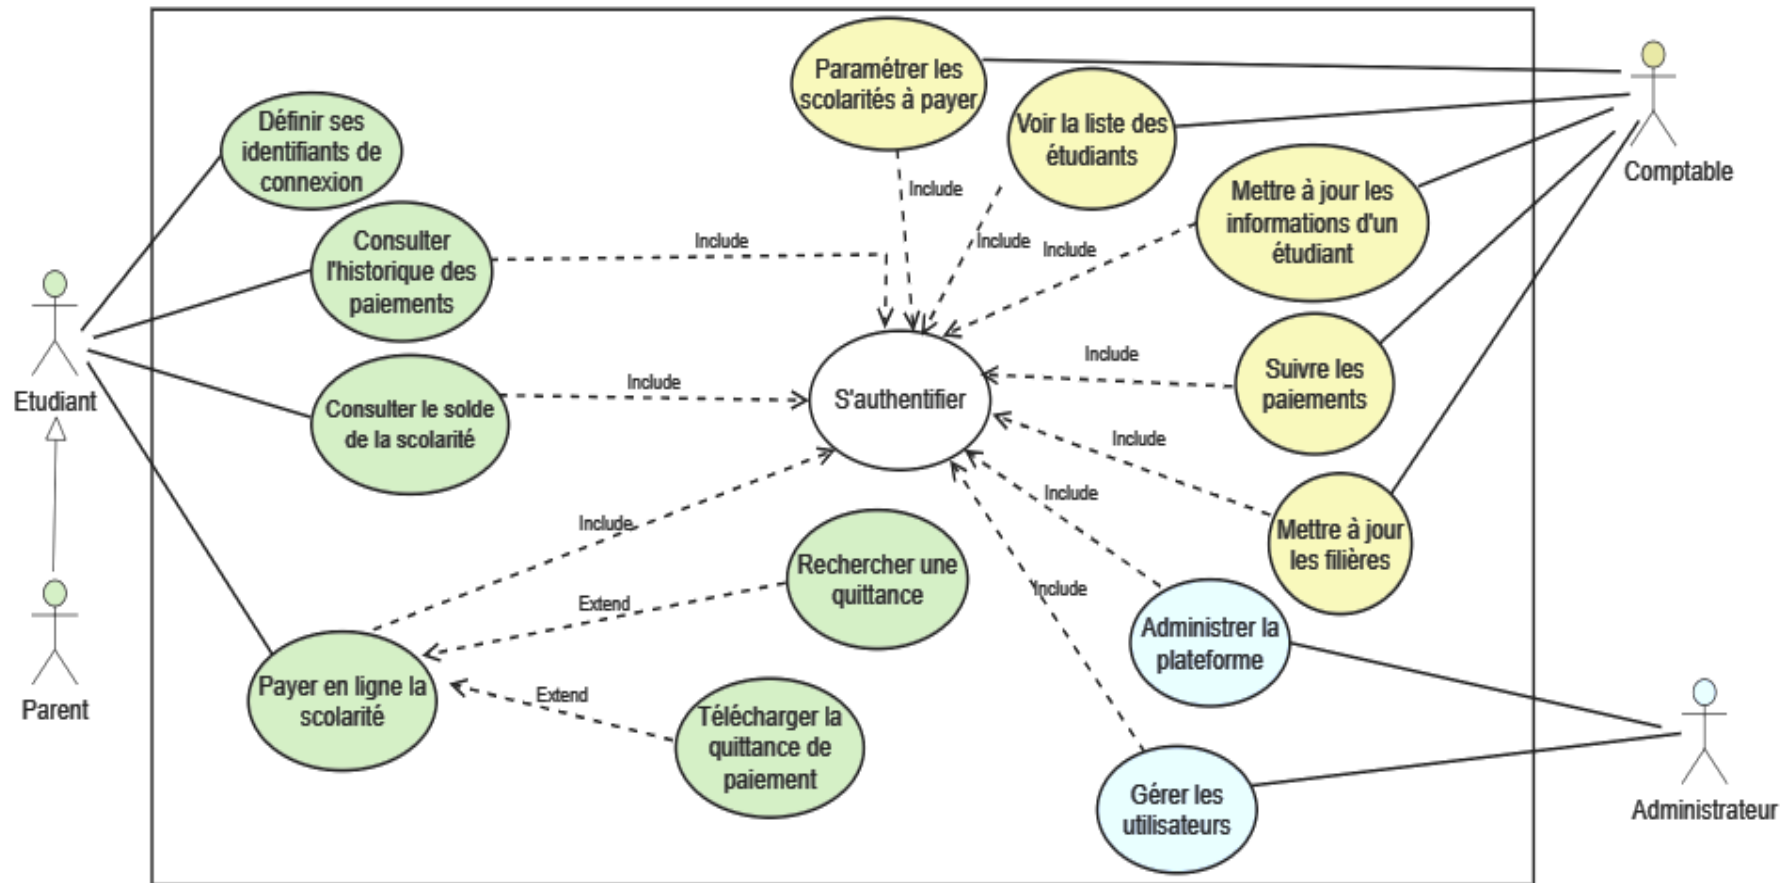 Paramétrer les
scolarités à payer
Voir la liste des
étudiants
Comptable
Définir ses
identifiants de
connexion
Include
Mettre à jour les
informations d'un
étudiant
Consulter
l'historique des
paiements
Include
Include
Include
Etudiant
Consulter le solde
de la scolarité
Include
S'authentifier
Include
Suivre les
paiements
Include
Include
Mettre à jour
les filières
Include
Rechercher une
quittance
Extend
Include
Administrer la
plateforme
Parent
Payer en ligne la
scolarité
Extend
Télécharger la
quittance de
paiement
Gérer les
utilisateurs
Administrateur